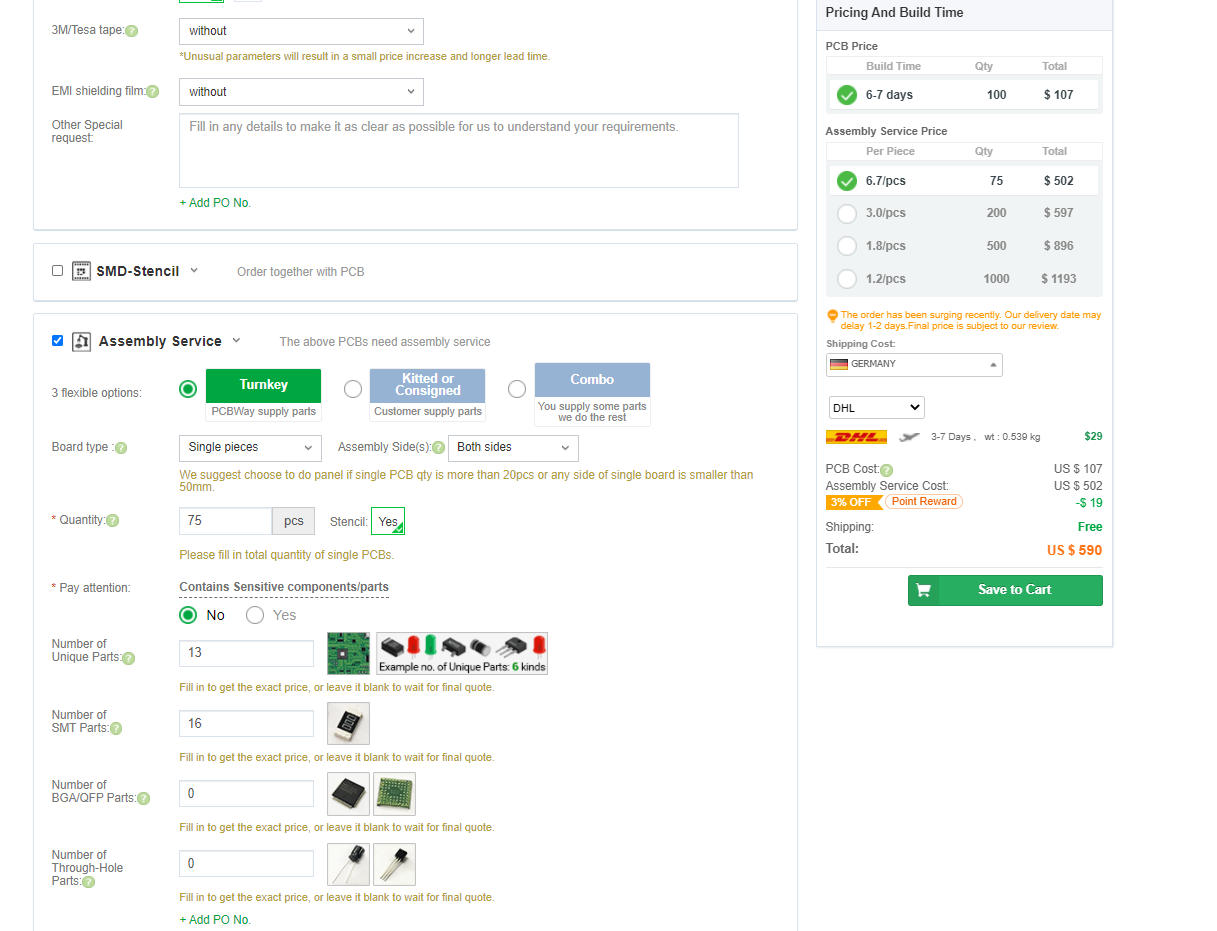 3M/Tesa tape:?
without
*Unusual parameters will result in a small price increase and longer lead time.
EMI shielding film:?
without
Other Special
request:
Fill in any details to make it as clear as possible for us to understand your requirements.
+ Add PO No.
SMD-Stencil
Order together with PCB
Assembly Service
The above PCBs need assembly service
3 flexible options:
Turnkey
PCBWay supply parts
Kitted or
Consigned
Customer supply parts
Combo
You supply some parts
we do the rest
Board type :?
Single pieces
Assembly Side(s):?
Both sides
We suggest choose to do panel if single PCB qty is more than 20pcs or any side of single board is smaller than
50mm.
* Quantity:?
75
pcs
Stencil:
Yes
Please fill in total quantity of single PCBs.
* Pay attention:
Contains Sensitive components/parts
No
Yes
Number of
Unique Parts:?
13
Example no. of Unique Parts: 6 kinds
Fill in to get the exact price, or leave it blank to wait for final quote.
Number of
SMT Parts:?
16
Fill in to get the exact price, or leave it blank to wait for final quote.
Number of
BGA/QFP Parts:?
0
Fill in to get the exact price, or leave it blank to wait for final quote.
Number of
Through-Hole
Parts:?
0
Fill in to get the exact price, or leave it blank to wait for final quote.
+ Add PO No.
Pricing And Build Time
PCB Price
Build Time Qty Total
6-7 days 100 $ 107
Assembly Service Price
Per Piece Qty Total
6.7/pcs 75 $ 502
3.0/pcs 200 $ 597
1.8/pcs 500 $ 896
1.2/pcs 1000 $ 1193
The order has been surging recently. Our delivery date may
delay 1-2 days.Final price is subject to our review.
Shipping Cost:
GERMANY
DHL
DHL 3-7 Days , wt : 0.539 kg $29
PCB Cost:? US $ 107
Assembly Service Cost: US $ 502
3% OFF Point Reward -$ 19
Shipping: Free
Total: US $ 590
Save to Cart